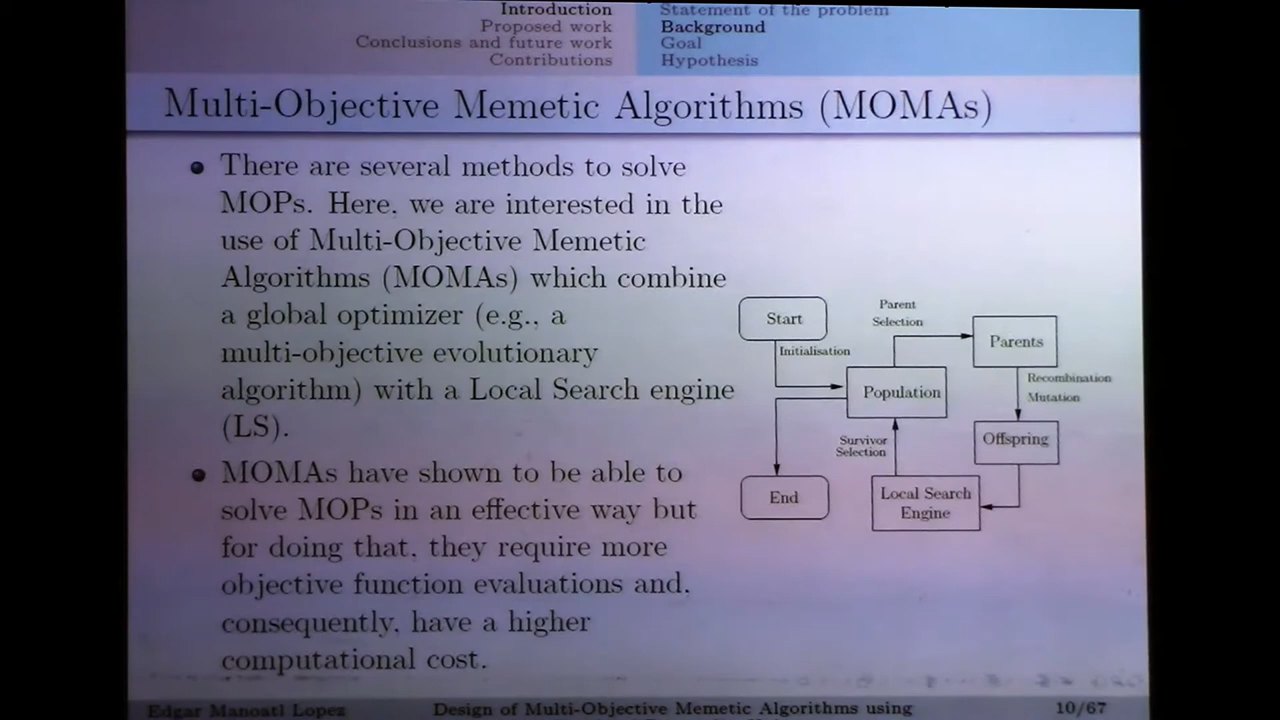 Introduction
Proposed work
Conclusions and future work
Contributions
Statement of the problem
Background
Goal
Hypothesis
Multi-Objective Memetic Algorithms (MOMAs)
There are several methods to solve
MOPs. Here, we are interested in the
use of Multi-Objective Memetic
Algorithms (MOMAs) which combine
a global optimizer (e.g., a
multi-objective evolutionary
algorithm) with a Local Search engine
(LS).
MOMAs have shown to be able to
solve MOPs in an effective way but
for doing that, they require more
objective function evaluations and,
consequently, have a higher
computational cost.
Start
Initialisation
Parent
Selection
Parents
Population
Recombination
Mutation
Offspring
Survivor
Selection
Local Search
Engine
End
Edgar Manoatl Lopez
Design of Multi-Objective Memetic Algorithms using
10/67